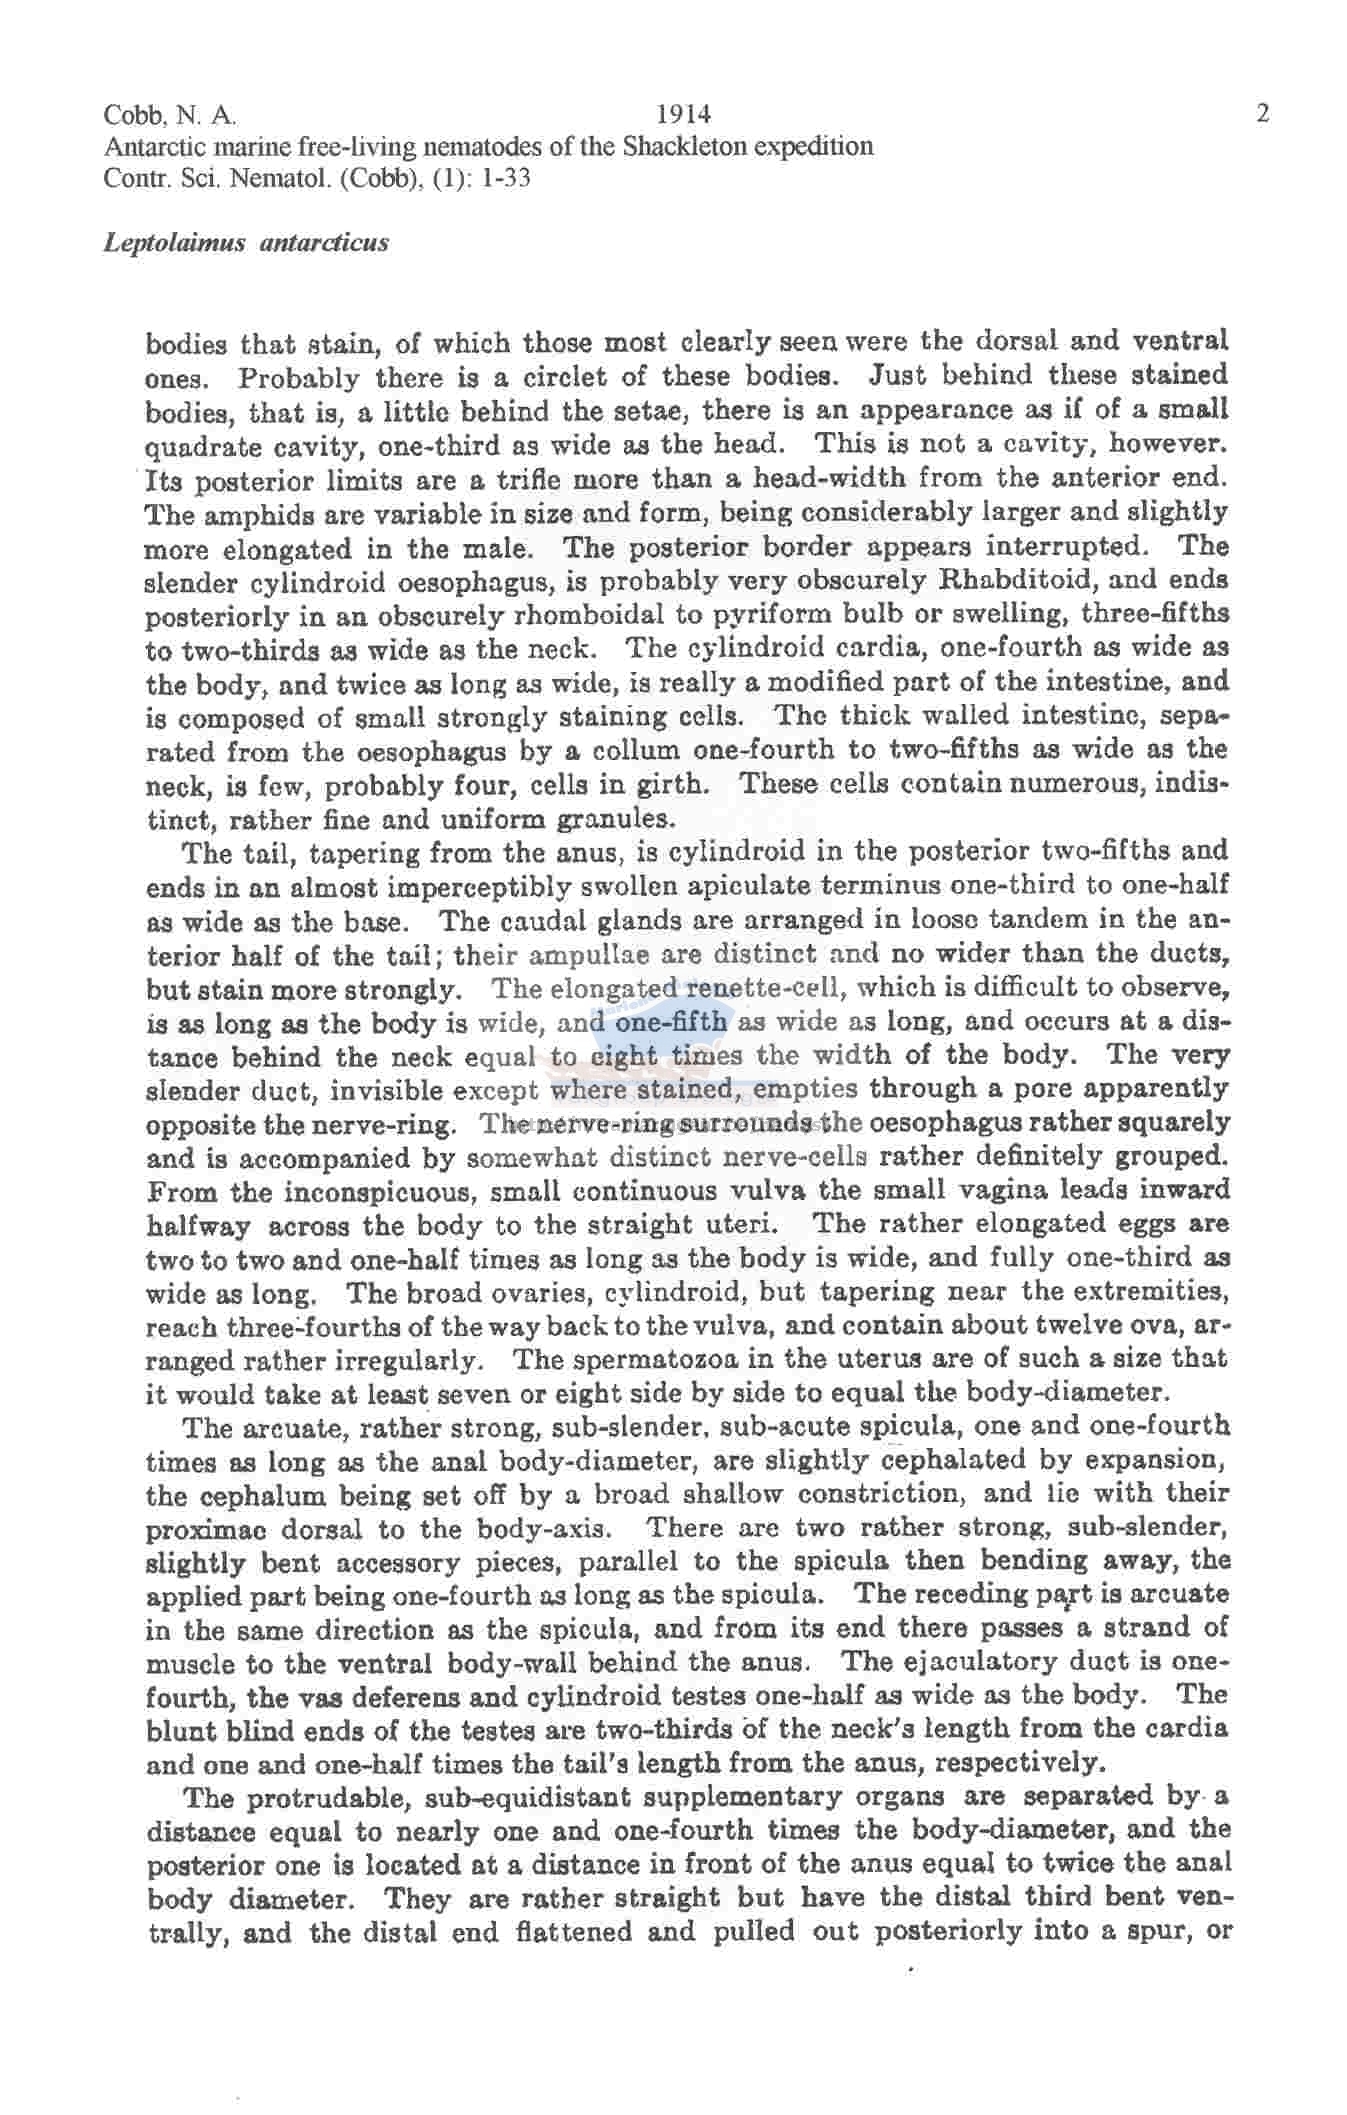 Cobb, N. A. 1914 2
Antarctic marine free-living nematodes of the Shackleton expedition
Contr. Sci. Nematol. (Cobb), (1): 1-33
Leptolaimus antarcticus
bodies that stain, of which those most clearly seen were the dorsal and ventral
ones. Probably there is a circlet of these bodies. Just behind these stained
bodies, that is, a little behind the setae, there is an appearance as if of a small
quadrate cavity, one-third as wide as the head. This is not a cavity, however.
Its posterior limits are a trifle more than a head-width from the anterior end.
The amphids are variable in size and form, being considerably larger and slightly
more elongated in the male. The posterior border appears interrupted. The
slender cylindroid oesophagus, is probably very obscurely Rhabditoid, and ends
posteriorly in an obscurely rhomboidal to pyriform bulb or swelling, three-fifths
to two-thirds as wide as the neck. The cylindroid cardia, one-fourth as wide as
the body, and twice as long as wide, is really a modified part of the intestine, and
is composed of small strongly staining cells. The thick walled intestine, sepa-
rated from the oesophagus by a collum one-fourth to two-fifths as wide as the
neck, is few, probably four, cells in girth. These cells contain numerous, indis-
tinct, rather fine and uniform granules.
The tail, tapering from the anus, is cylindroid in the posterior two-fifths and
ends in an almost imperceptibly swollen apiculate terminus one-third to one-half
as wide as the base. The caudal glands are arranged in loose tandem in the an-
terior half of the tail; their ampullae are distinct and no wider than the ducts,
but stain more strongly. The elongated renette-cell, which is difficult to observe,
is as long as the body is wide, and one-fifth as wide as long, and occurs at a dis-
tance behind the neck equal to eight times the width of the body. The very
slender duct, invisible except where stained, empties through a pore apparently
opposite the nerve-ring. The nerve-ring surrounds the oesophagus rather squarely
and is accompanied by somewhat distinct nerve-cells rather definitely grouped.
From the inconspicuous, small continuous vulva the small vagina leads inward
halfway across the body to the straight uteri. The rather elongated eggs are
two to two and one-half times as long as the body is wide, and fully one-third as
wide as long. The broad ovaries, cylindroid, but tapering near the extremities,
reach three-fourths of the way back to the vulva, and contain about twelve ova, ar-
ranged rather irregularly. The spermatozoa in the uterus are of such a size that
it would take at least seven or eight side by side to equal the body-diameter.
The arcuate, rather strong, sub-slender, sub-acute spicula, one and one-fourth
times as long as the anal body-diameter, are slightly cephalated by expansion,
the cephalum being set off by a broad shallow constriction, and lie with their
proximae dorsal to the body-axis. There are two rather strong, sub-slender,
slightly bent accessory pieces, parallel to the spicula then bending away, the
applied part being one-fourth as long as the spicula. The receding part is arcuate
in the same direction as the spicula, and from its end there passes a strand of
muscle to the ventral body-wall behind the anus. The ejaculatory duct is one-
fourth, the vas deferens and cylindroid testes one-half as wide as the body. The
blunt blind ends of the testes are two-thirds of the neck's length from the cardia
and one and one-half times the tail's length from the anus, respectively.
The protrudable, sub-equidistant supplementary organs are separated by a
distance equal to nearly one and one-fourth times the body-diameter, and the
posterior one is located at a distance in front of the anus equal to twice the anal
body diameter. They are rather straight but have the distal third bent ven-
trally, and the distal end flattened and pulled out posteriorly into a spur, or